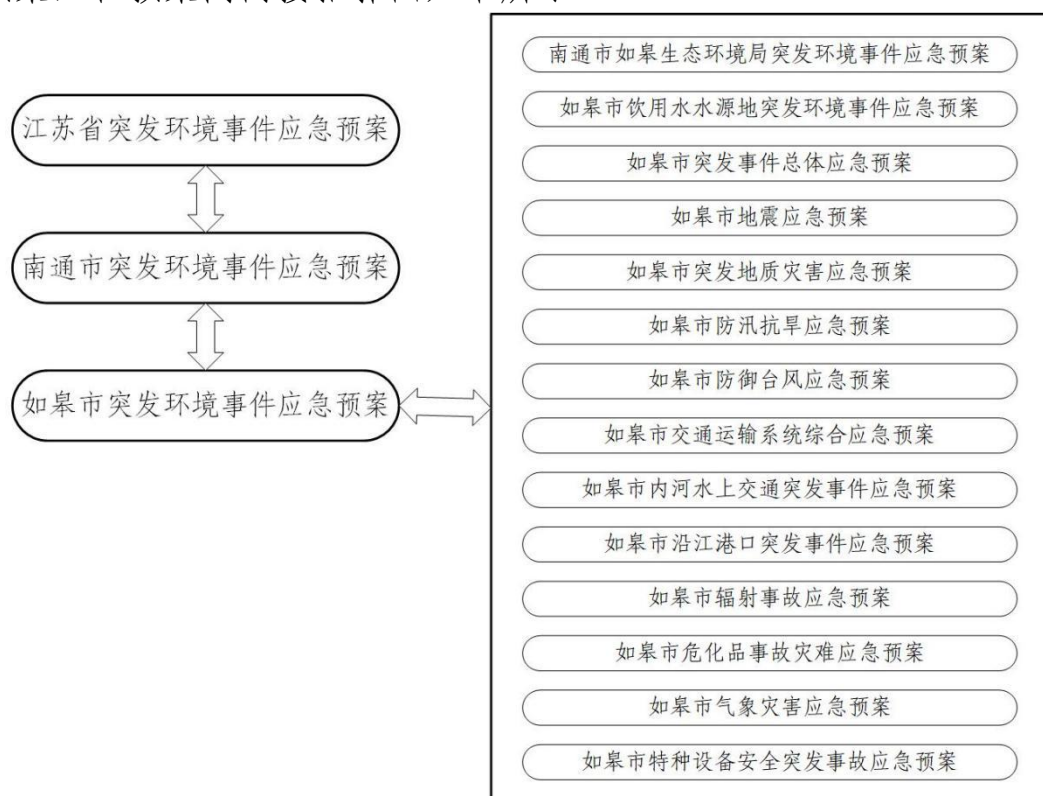 江苏省突发环境事件应急预案
南通市突发环境事件应急预案
如皋市突发环境事件应急预案
南通市如皋生态环境局突发环境事件应急预案
如皋市饮用水水源地突发环境事件应急预案
如皋市突发事件总体应急预案
如皋市地震应急预案
如皋市突发地质灾害应急预案
如皋市防汛抗旱应急预案
如皋市防御台风应急预案
如皋市交通运输系统综合应急预案
如皋市内河水上交通突发事件应急预案
如皋市沿江港口突发事件应急预案
如皋市辐射事故应急预案
如皋市危化品事故灾难应急预案
如皋市气象灾害应急预案
如皋市特种设备安全突发事故应急预案